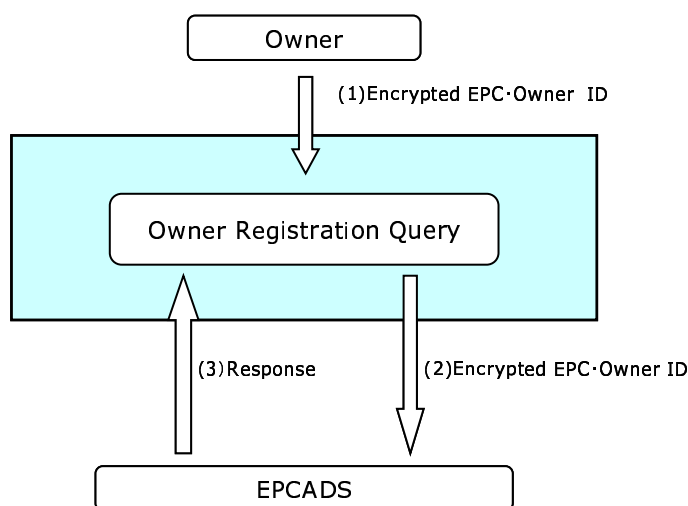 Owner
(1)Encrypted EPC·Owner ID
Owner Registration Query
(3)Response
(2)Encrypted EPC·Owner ID
EPCADS